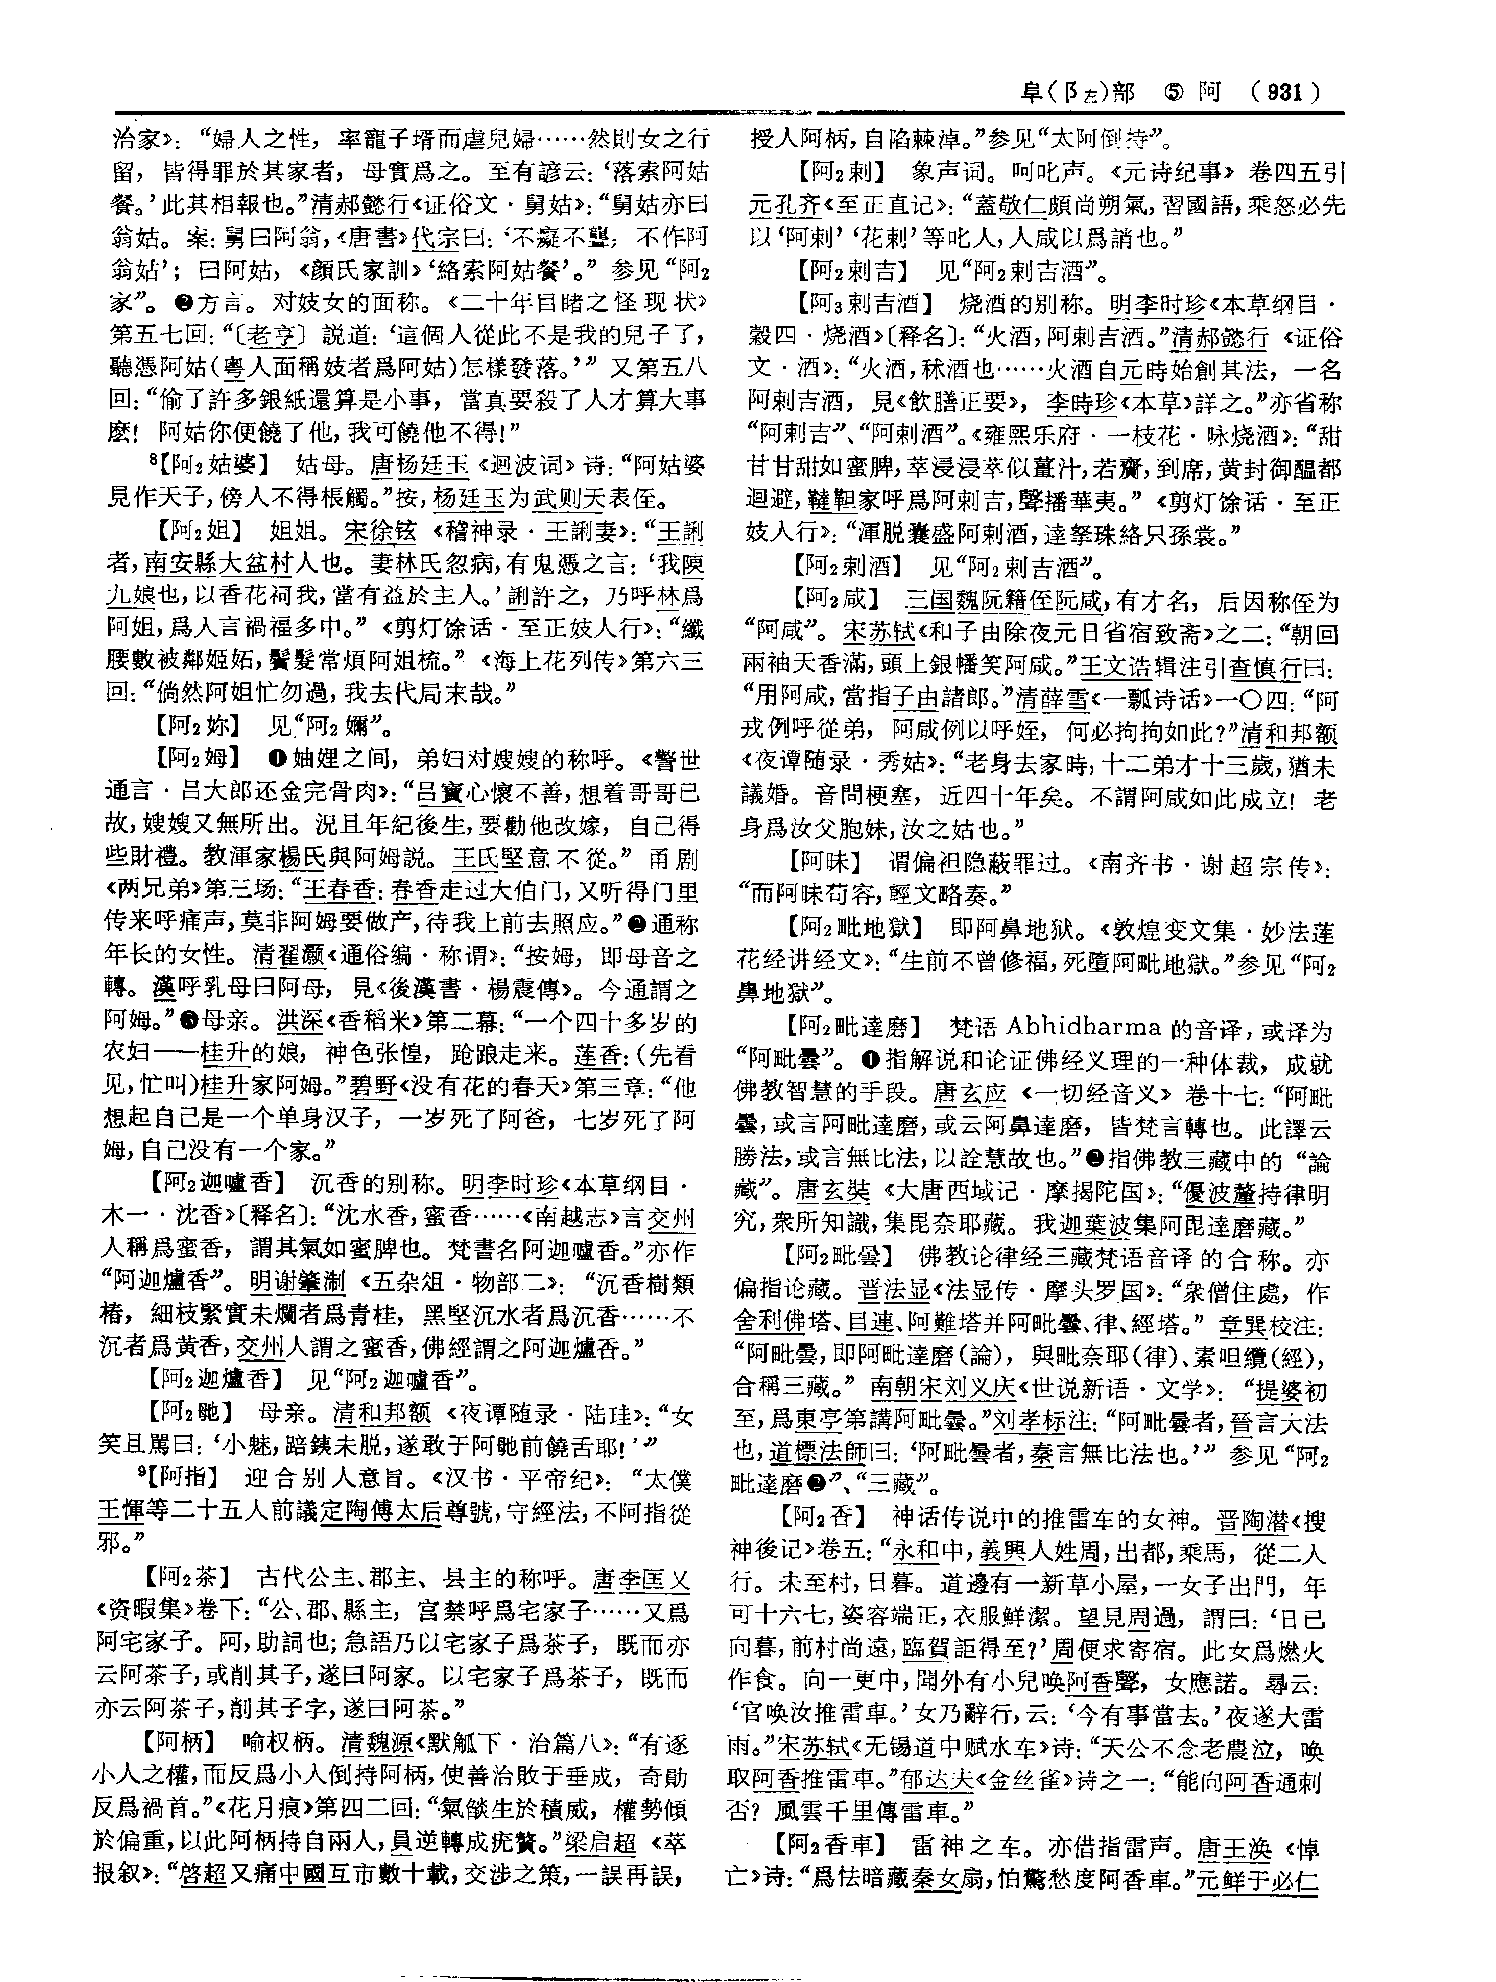 阜(阝左)部 ⑤ 阿 (931)
治家》：“婦人之性，率寵子壻而虐兒婦……然則女之行
留，皆得罪於其家者，母實爲之。至有諺云：‘落索阿姑
餐。’此其相報也。”清郝懿行《证俗文·舅姑》：“舅姑亦曰
翁姑。案：舅曰阿翁，《唐書》代宗曰：‘不癡不聾，不作阿
翁姑’；曰阿姑，《顔氏家訓》‘絡索阿姑餐’。”参见“阿₂
家”。❷方言。对妓女的面称。《二十年目睹之怪现状》
第五七回：“〔老亨〕説道：‘這個人從此不是我的兒子了，
聽憑阿姑(粵人面稱妓者爲阿姑)怎樣發落。’”又第五八
回：“偷了許多銀紙還算是小事，當真要殺了人才算大事
麽！阿姑你便饒了他，我可饒他不得！”
⁸【阿₂姑婆】 姑母。唐杨廷玉《迴波词》诗：“阿姑婆
見作天子，傍人不得棖觸。”按，杨廷玉为武则天表侄。
【阿₂姐】 姐姐。宋徐铉《稽神录·王誗妻》：“王誗
者，南安縣大盆村人也。妻林氏忽病，有鬼憑之言：‘我陳
九娘也，以香花祠我，當有益於主人。’誗許之，乃呼林爲
阿姐，爲人言禍福多中。”《剪灯馀话·至正妓人行》：“纖
腰數被鄰姬妬，鬢髮常煩阿姐梳。”《海上花列传》第六三
回：“倘然阿姐忙勿過，我去代局来哉。”
【阿₂妳】 见“阿₂嬭”。
【阿₂姆】 ❶妯娌之间，弟妇对嫂嫂的称呼。《警世
通言·吕大郎还金完骨肉》：“吕寳心懷不善，想着哥哥已
故，嫂嫂又無所出。況且年紀後生，要勸他改嫁，自己得
些財禮。教渾家楊氏與阿姆説。王氏堅意不從。”甬剧
《两兄弟》第三场：“王春香：春香走过大伯门，又听得门里
传来呼痛声，莫非阿姆要做产，待我上前去照应。”❷通称
年长的女性。清翟灏《通俗编·称谓》：“按姆，即母音之
轉。漢呼乳母曰阿母，見《後漢書·楊震傳》。今通謂之
阿姆。”❸母亲。洪深《香稻米》第二幕：“一个四十多岁的
农妇——桂升的娘，神色张惶，跄踉走来。莲香：(先看
见，忙叫)桂升家阿姆。”碧野《没有花的春天》第三章：“他
想起自己是一个单身汉子，一岁死了阿爸，七岁死了阿
姆，自己没有一个家。”
【阿₂迦嚧香】 沉香的别称。明李时珍《本草纲目·
木一·沈香》〔释名〕：“沈水香，蜜香……《南越志》言交州
人稱爲蜜香，謂其氣如蜜脾也。梵書名阿迦嚧香。”亦作
“阿迦爐香”。明谢肇淛《五杂俎·物部二》：“沉香樹類
椿，細枝緊實未爛者爲青桂，黑堅沉水者爲沉香……不
沉者爲黄香，交州人謂之蜜香，佛經謂之阿迦爐香。”
【阿₂迦爐香】 见“阿₂迦嚧香”。
【阿₂馳】 母亲。清和邦额《夜谭随录·陆珪》：“女
笑且駡曰：‘小魅，踣銕未脱，遂敢于阿馳前饒舌耶！’”
⁹【阿指】 迎合别人意旨。《汉书·平帝纪》：“太僕
王惲等二十五人前議定陶傅太后尊號，守經法，不阿指從
邪。”
【阿₂茶】 古代公主、郡主、县主的称呼。唐李匡乂
《资暇集》卷下：“公、郡、縣主，宫禁呼爲宅家子……又爲
阿宅家子。阿，助詞也；急語乃以宅家子爲茶子，既而亦
云阿茶子，或削其子，遂曰阿家。以宅家子爲茶子，既而
亦云阿茶子，削其子字，遂曰阿茶。”
【阿柄】 喻权柄。清魏源《默觚下·治篇八》：“有逐
小人之權，而反爲小人倒持阿柄，使善治敗于垂成，奇勛
反爲禍首。”《花月痕》第四二回：“氣燄生於積威，權勢傾
於偏重，以此阿柄持自兩人，員逆轉成疣贅。”梁启超《萃
报叙》：“啓超又痛中國互市數十載，交涉之策，一誤再誤，
授人阿柄，自陷棘淖。”参见“太阿倒持”。
【阿₂剌】 象声词。呵叱声。《元诗纪事》卷四五引
元孔齐《至正直记》：“蓋敬仁頗尚朔氣，習國語，乘怒必先
以‘阿剌’‘花剌’等叱人，人咸以爲誚也。”
【阿₂剌吉】 见“阿₂剌吉酒”。
【阿₃剌吉酒】 烧酒的别称。明李时珍《本草纲目·
穀四·烧酒》〔释名〕：“火酒，阿剌吉酒。”清郝懿行《证俗
文·酒》：“火酒，秫酒也……火酒自元時始創其法，一名
阿剌吉酒，見《飲膳正要》，李時珍《本草》詳之。”亦省称
“阿剌吉”、“阿剌酒”。《雍熙乐府·一枝花·咏烧酒》：“甜
甘甘甜如蜜脾，萃浸浸萃似薑汁，若齎，到席，黄封御醖都
迴避，韃靼家呼爲阿剌吉，聲播華夷。”《剪灯馀话·至正
妓人行》：“渾脱囊盛阿剌酒，達拏珠絡只孫裳。”
【阿₂剌酒】 见“阿₂剌吉酒”。
【阿₂咸】 三国魏阮籍侄阮咸，有才名，后因称侄为
“阿咸”。宋苏轼《和子由除夜元日省宿致斋》之二：“朝回
兩袖天香滿，頭上銀幡笑阿咸。”王文诰辑注引查慎行曰：
“用阿咸，當指子由諸郎。”清薛雪《一瓢诗话》一〇四：“阿
戎例呼從弟，阿咸例以呼姪，何必拘拘如此？”清和邦额
《夜谭随录·秀姑》：“老身去家時，十二弟才十三歲，猶未
議婚。音問梗塞，近四十年矣。不謂阿咸如此成立！老
身爲汝父胞妹，汝之姑也。”
【阿昧】 谓偏袒隐蔽罪过。《南齐书·谢超宗传》：
“而阿昧苟容，輕文略奏。”
【阿₂毗地獄】 即阿鼻地狱。《敦煌变文集·妙法莲
花经讲经文》：“生前不曾修福，死墮阿毗地獄。”参见“阿₂
鼻地獄”。
【阿₂毗達磨】 梵语 Abhidharma 的音译，或译为
“阿毗曇”。❶指解说和论证佛经义理的一种体裁，成就
佛教智慧的手段。唐玄应《一切经音义》卷十七：“阿毗
曇，或言阿毗達磨，或云阿鼻達磨，皆梵言轉也。此譯云
勝法，或言無比法，以詮慧故也。”❷指佛教三藏中的“論
藏”。唐玄奘《大唐西域记·摩揭陀国》：“優波釐持律明
究，衆所知識，集毘奈耶藏。我迦葉波集阿毘達磨藏。”
【阿₂毗曇】 佛教论律经三藏梵语音译的合称。亦
偏指论藏。晋法显《法显传·摩头罗国》：“衆僧住處，作
舍利佛塔、目連、阿難塔并阿毗曇、律、經塔。”章巽校注：
“阿毗曇，即阿毗達磨(論)，與毗奈耶(律)、素呾纜(經)，
合稱三藏。”南朝宋刘义庆《世说新语·文学》：“提婆初
至，爲東亭第講阿毗曇。”刘孝标注：“阿毗曇者，晉言大法
也，道標法師曰：‘阿毗曇者，秦言無比法也。’”参见“阿₂
毗達磨❷”、“三藏”。
【阿₂香】 神话传说中的推雷车的女神。晋陶潜《搜
神後记》卷五：“永和中，義興人姓周，出都，乘馬，從二人
行。未至村，日暮。道邊有一新草小屋，一女子出門，年
可十六七，姿容端正，衣服鮮潔。望見周過，謂曰：‘日已
向暮，前村尚遠，臨賀詎得至？’周便求寄宿。此女爲燃火
作食。向一更中，聞外有小兒唤阿香聲，女應諾。尋云：
‘官唤汝推雷車。’女乃辭行，云：‘今有事當去。’夜遂大雷
雨。”宋苏轼《无锡道中赋水车》诗：“天公不念老農泣，唤
取阿香推雷車。”郁达夫《金丝雀》诗之一：“能向阿香通刺
否？風雲千里傳雷車。”
【阿₂香車】 雷神之车。亦借指雷声。唐王涣《悼
亡》诗：“爲怯暗藏秦女扇，怕驚愁度阿香車。”元鲜于必仁